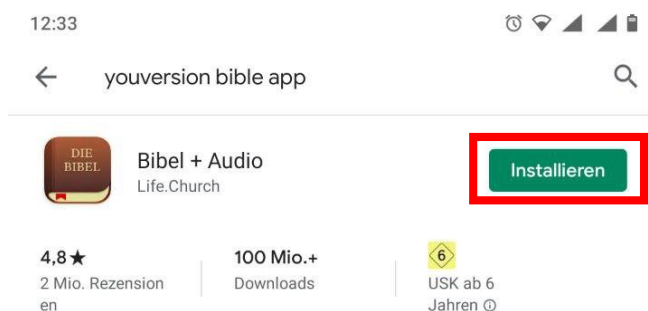 12:33
youversion bible app
DIE
BIBEL
Bibel + Audio
Life.Church
Installieren
4,8★
2 Mio. Rezension
en
100 Mio.+
Downloads
6
USK ab 6
Jahren